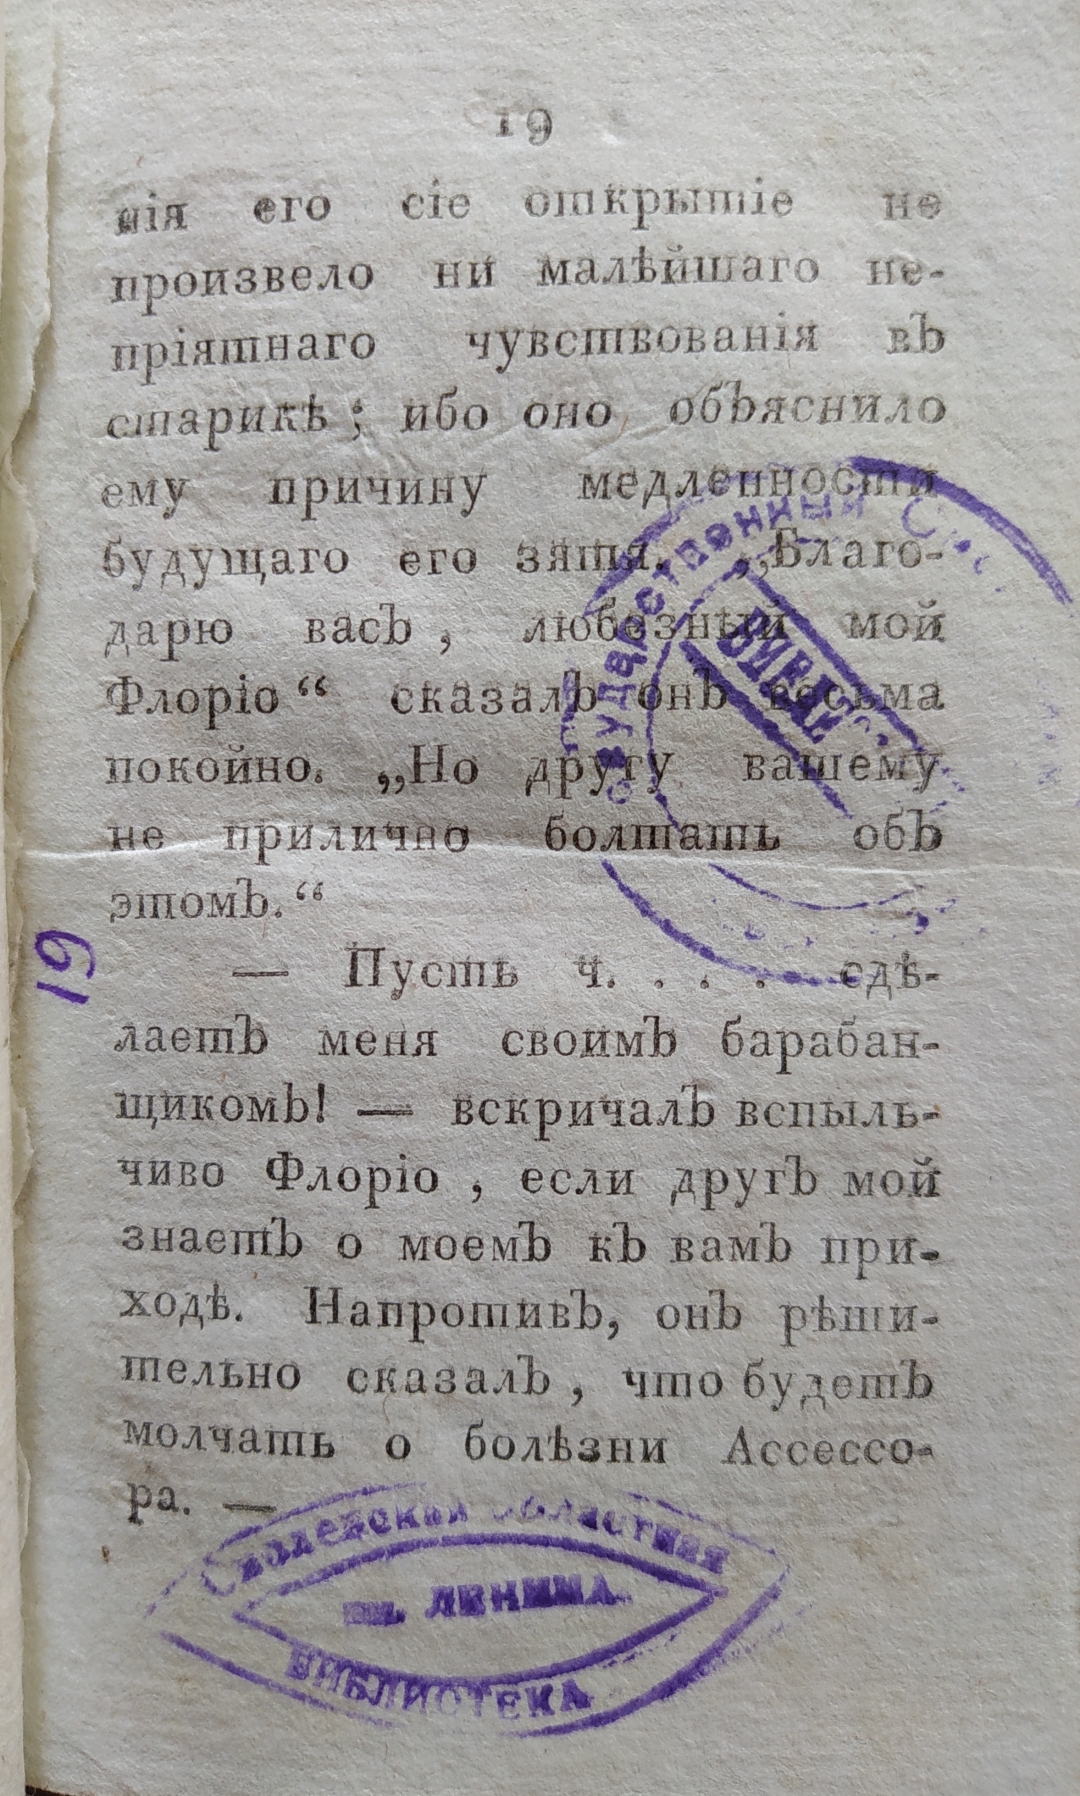 19
нія его сіе открытіе не
произвело ни малѣйшаго не-
пріятнаго чувствованія въ
старикѣ; ибо оно объяснило
ему причину медленности
будущаго его зятя. „Благо-
дарю васъ, любезный мой
Флоріо“ сказалъ онъ весьма
покойно. „Но другу вашему
не прилично болтать объ
этомъ.“
— Пусть ч. . . . . сдѣ-
лаетъ меня своимъ барабан-
щикомъ! — вскричалъ вспыль-
чиво Флоріо, если другъ мой
знаетъ о моемъ къ вамъ при-
ходѣ. Напротивъ, онъ рѣши-
тельно сказалъ, что будетъ
молчать о болѣзни Ассессо-
ра. —
19
Смоленская областная
им. ЛЕНИНА
БИБЛИОТЕКА